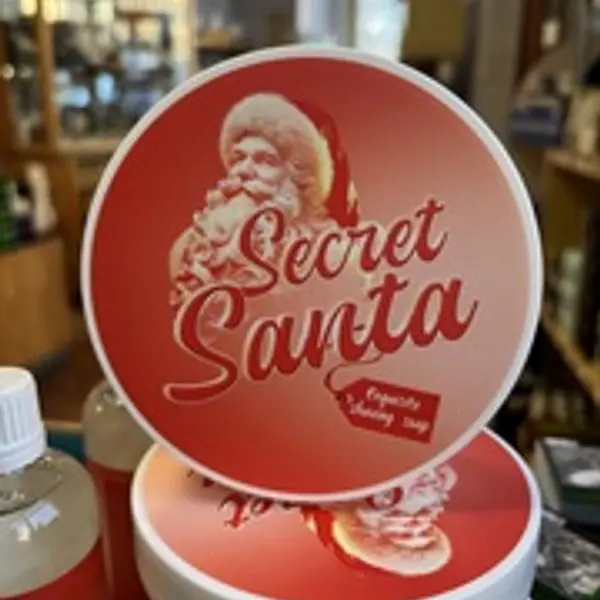 Secret
Santa
Exquisite
Shaving Soap